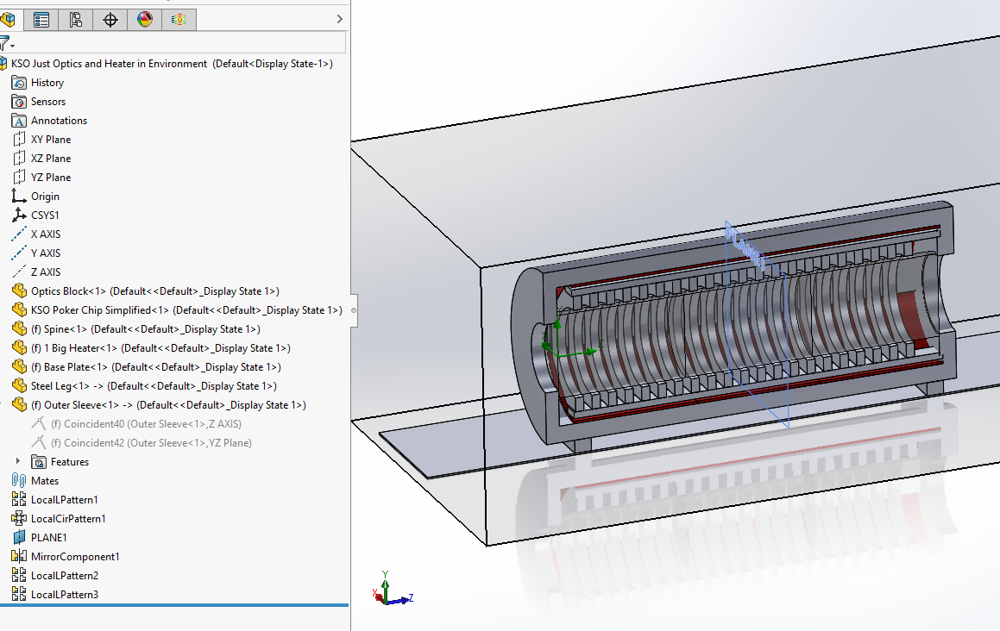 KSO Just Optics and Heater in Environment (Default<Display State-1>)
History
Sensors
Annotations
XY Plane
XZ Plane
YZ Plane
Origin
CSYS1
X AXIS
Y AXIS
Z AXIS
Optics Block<1> (Default<<Default>_Display State 1>)
KSO Poker Chip Simplified<1> (Default<<Default>_Display State 1>)
(f) Spine<1> (Default<<Default>_Display State 1>)
(f) 1 Big Heater<1> (Default<<Default>_Display State 1>)
(f) Base Plate<1> (Default<<Default>_Display State 1>)
Steel Leg<1> -> (Default<<Default>_Display State 1>)
(f) Outer Sleeve<1> -> (Default<<Default>_Display State 1>)
(f) Coincident40 (Outer Sleeve<1>,Z AXIS)
(f) Coincident42 (Outer Sleeve<1>,YZ Plane)
Features
Mates
LocalLPattern1
LocalCirPattern1
PLANE1
MirrorComponent1
LocalLPattern2
LocalLPattern3
PLANE1
Y
Z
Y
X
Z